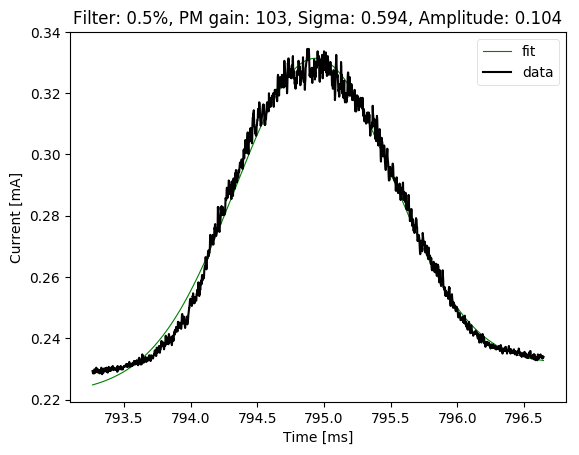 Filter: 0.5%, PM gain: 103, Sigma: 0.594, Amplitude: 0.104
fit
data
0.34
0.32
0.30
0.28
0.26
0.24
0.22
Current [mA]
793.5 794.0 794.5 795.0 795.5 796.0 796.5
Time [ms]